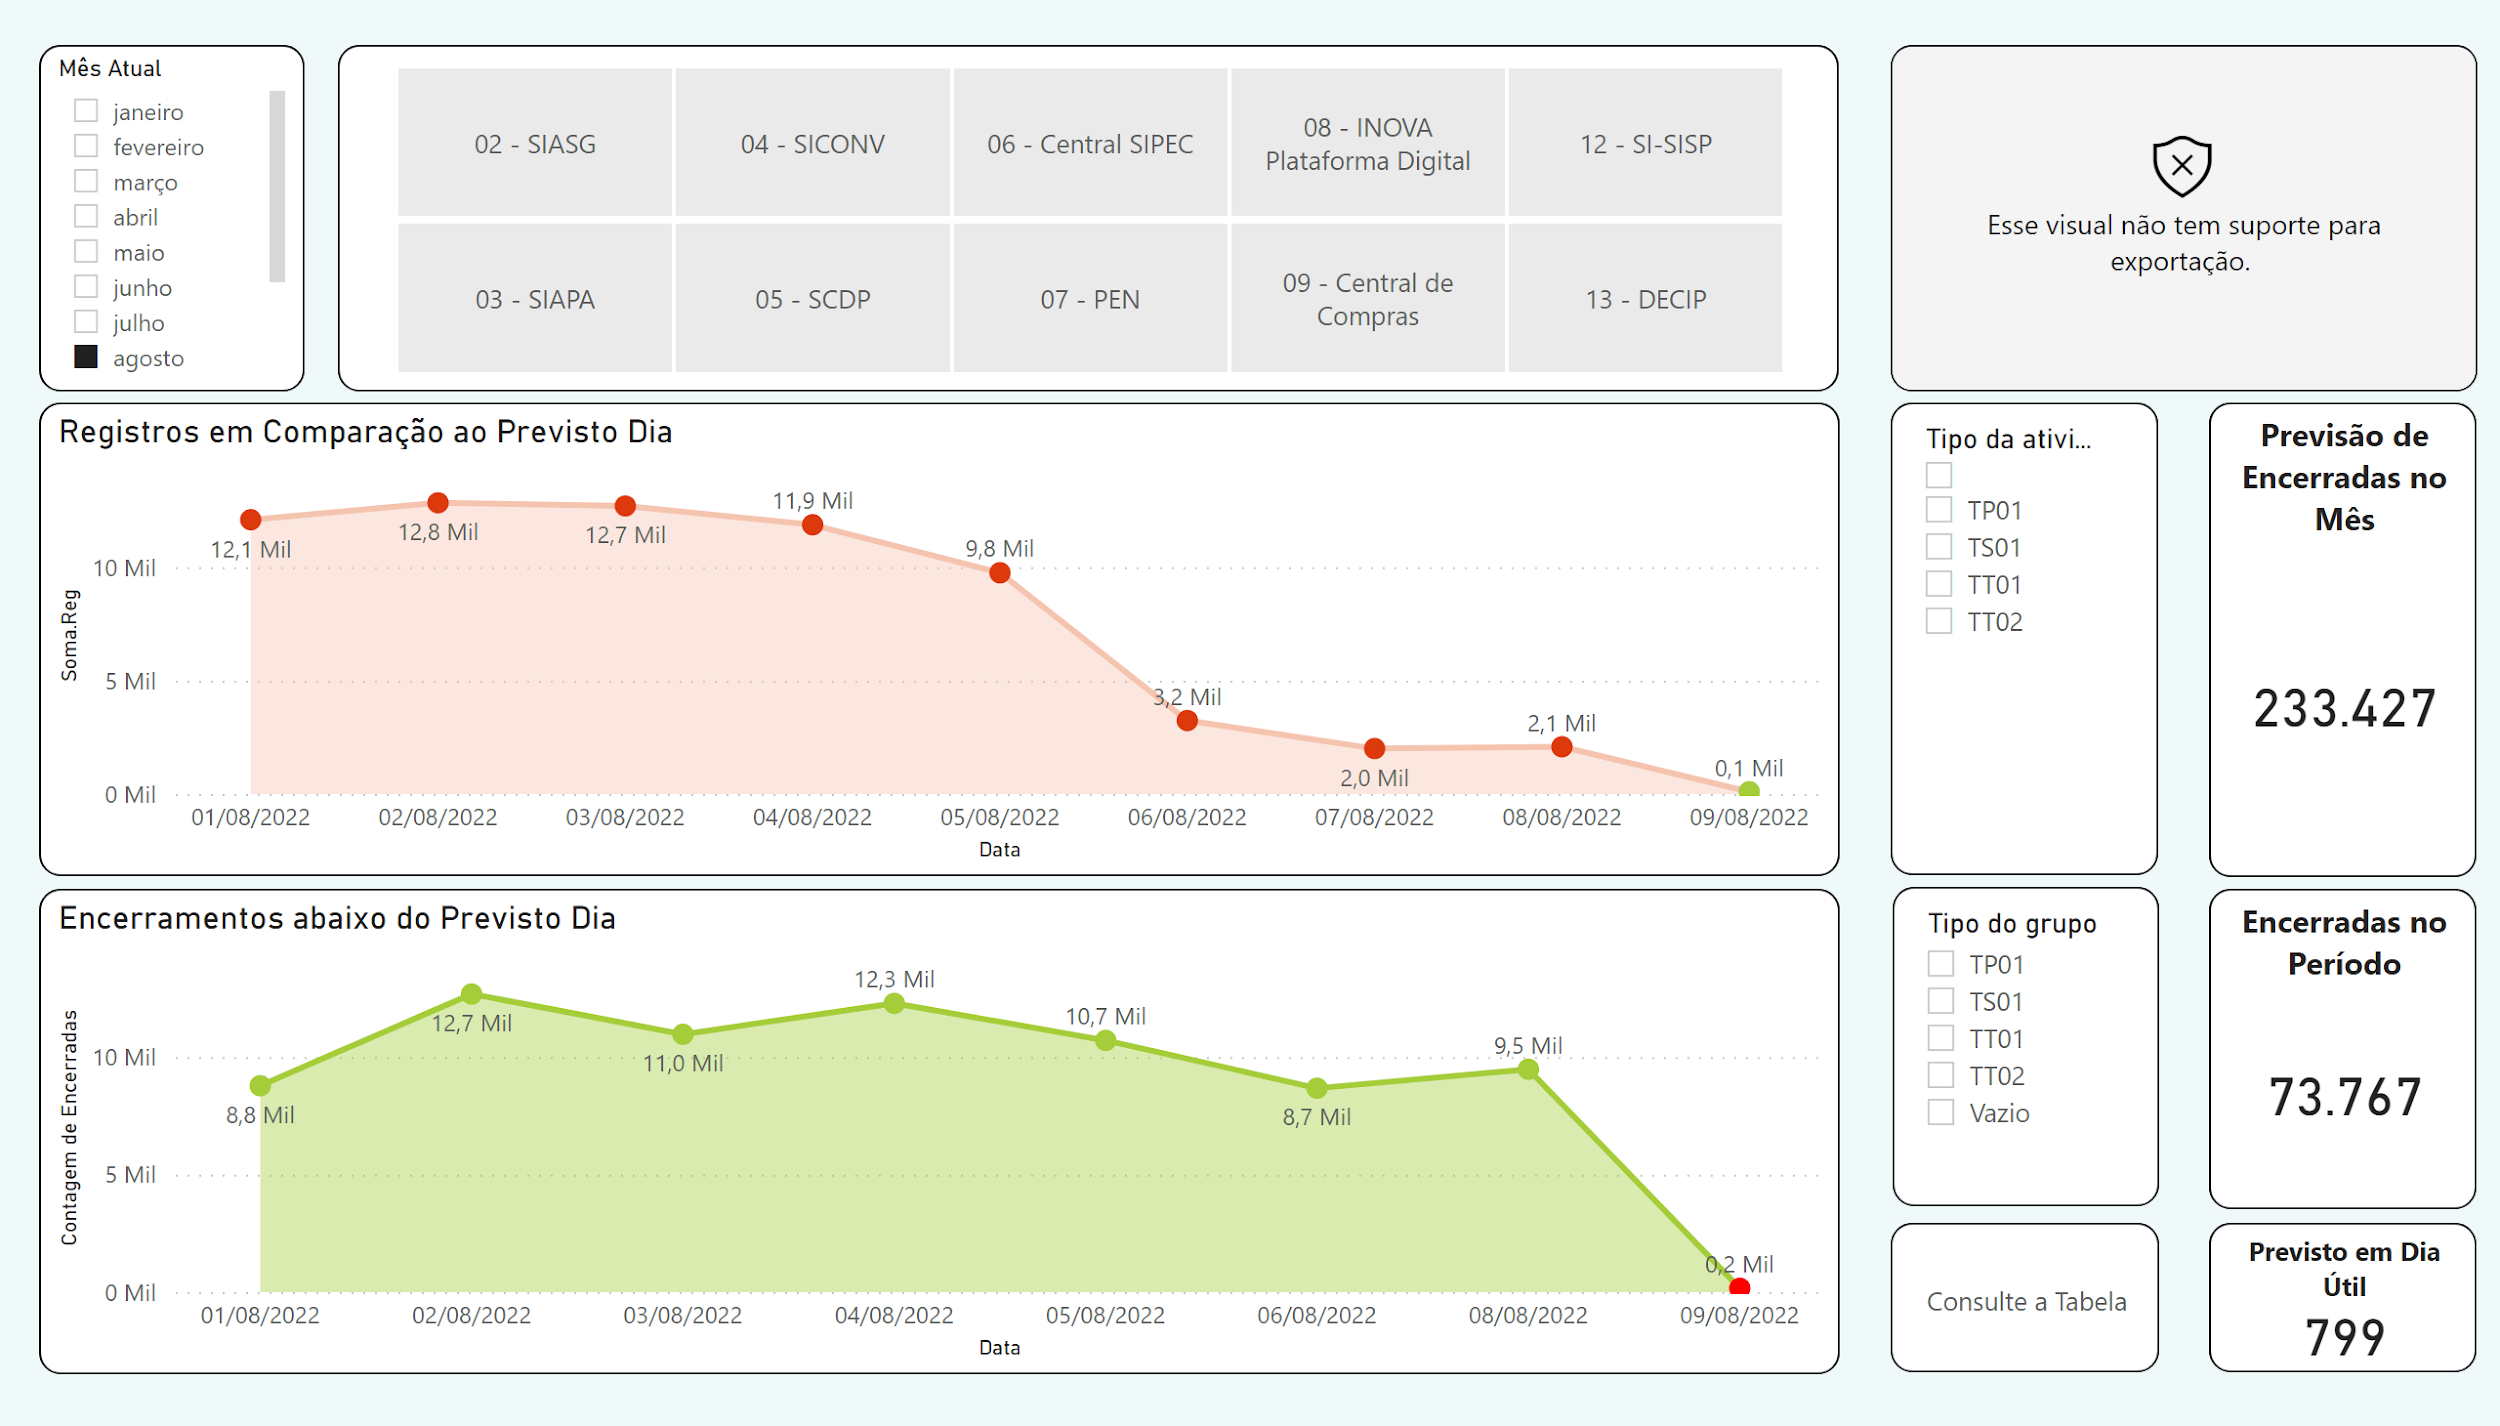 Mês Atual
janeiro
fevereiro
março
abril
maio
junho
julho
agosto
02 - SIASG
04 - SICONV
06 - Central SIPEC
08 - INOVA
Plataforma Digital
12 - SI-SISP
03 - SIAPA
05 - SCDP
07 - PEN
09 - Central de
Compras
13 - DECIP
Esse visual não tem suporte para
exportação.
Registros em Comparação ao Previsto Dia
Soma.Reg
10 Mil
5 Mil
0 Mil
12,1 Mil
12,8 Mil
12,7 Mil
11,9 Mil
9,8 Mil
3,2 Mil
2,0 Mil
2,1 Mil
0,1 Mil
01/08/2022
02/08/2022
03/08/2022
04/08/2022
05/08/2022
06/08/2022
07/08/2022
08/08/2022
09/08/2022
Data
Tipo da ativi...
TP01
TS01
TT01
TT02
Previsão de
Encerradas no
Mês
233.427
Encerramentos abaixo do Previsto Dia
Contagem de Encerradas
10 Mil
5 Mil
0 Mil
8,8 Mil
12,7 Mil
11,0 Mil
12,3 Mil
10,7 Mil
8,7 Mil
9,5 Mil
0,2 Mil
01/08/2022
02/08/2022
03/08/2022
04/08/2022
05/08/2022
06/08/2022
08/08/2022
09/08/2022
Data
Tipo do grupo
TP01
TS01
TT01
TT02
Vazio
Encerradas no
Período
73.767
Consulte a Tabela
Previsto em Dia
Útil
799